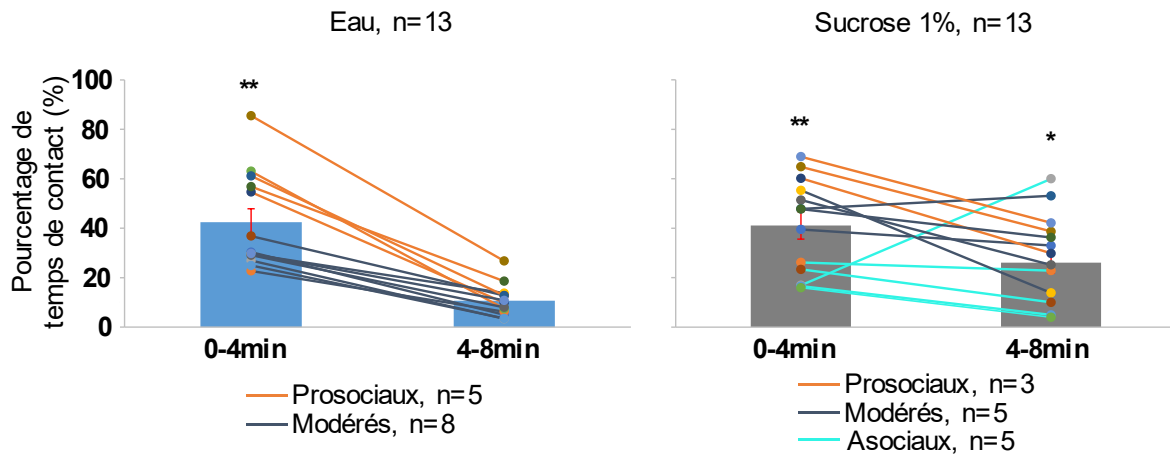 Eau, n=13
Sucrose 1%, n=13
Pourcentage de
temps de contact (%)
100
80
60
40
20
0
**
**
*
0-4min
4-8min
0-4min
4-8min
Prosociaux, n=5
Modérés, n=8
Prosociaux, n=3
Modérés, n=5
Asociaux, n=5